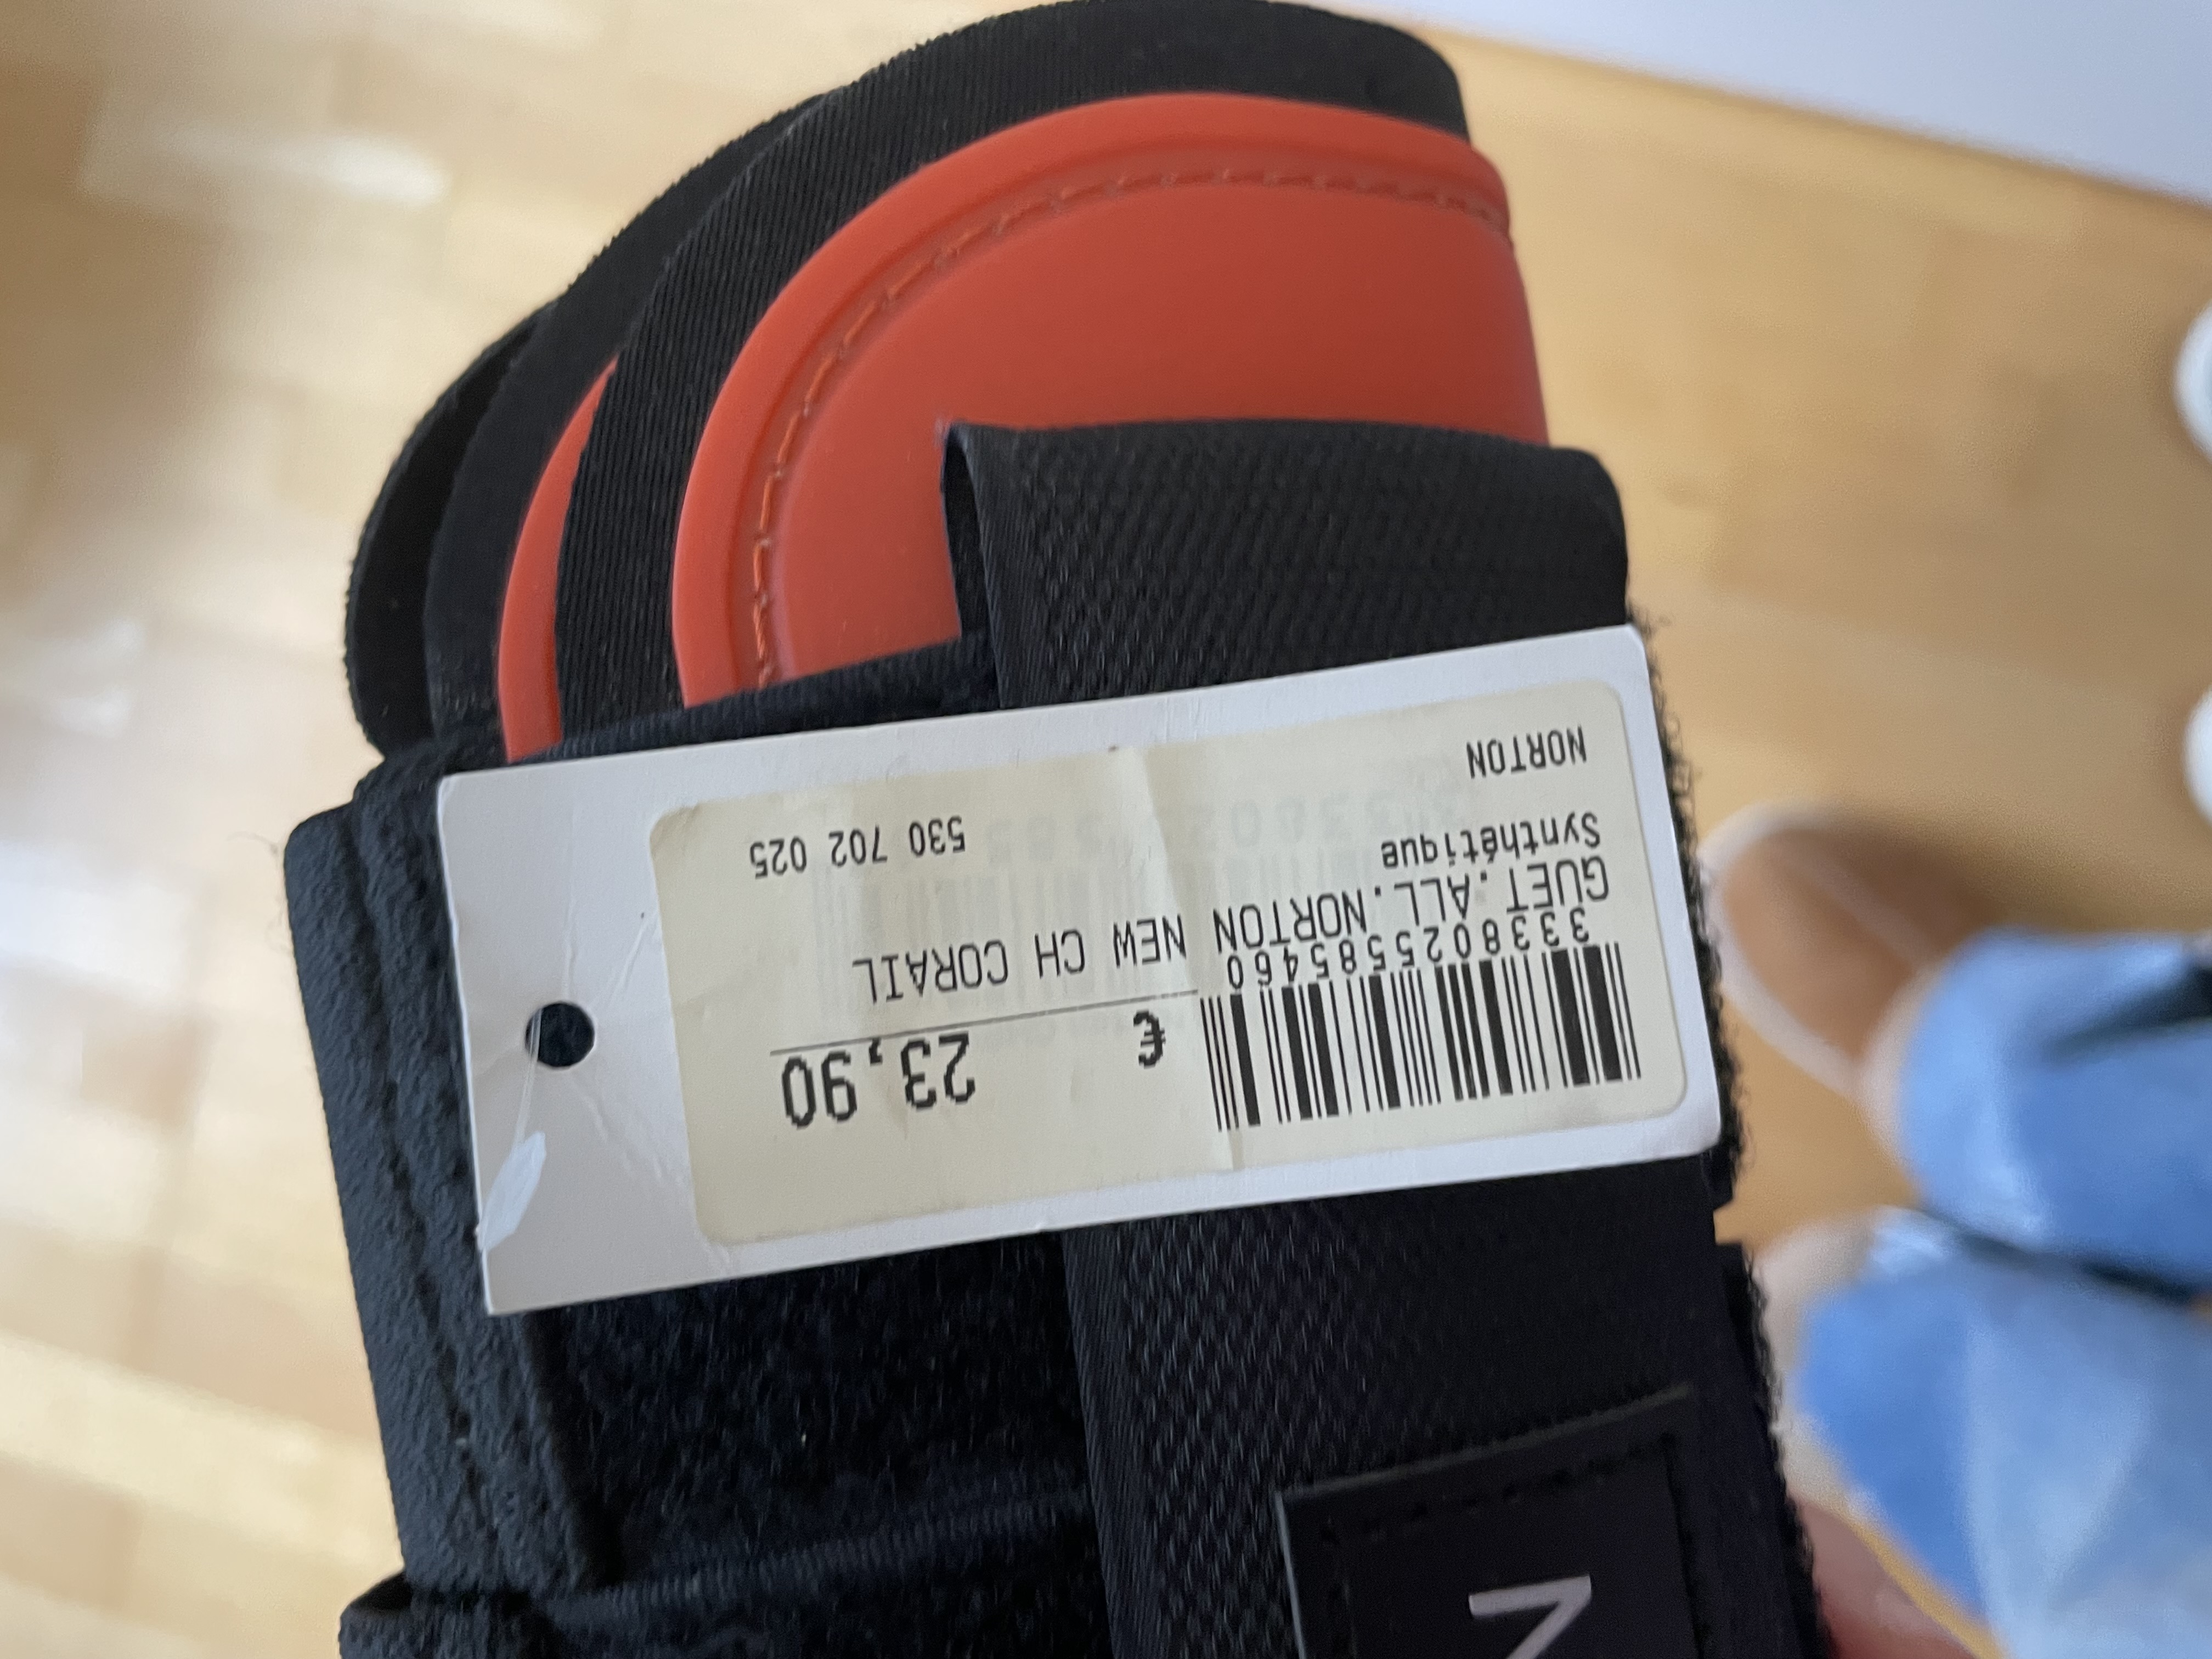 23,90
€
3338025585460
GUET.ALL.NORTON NEW CH CORAIL
Synthétique
530 702 025
NORTON
N